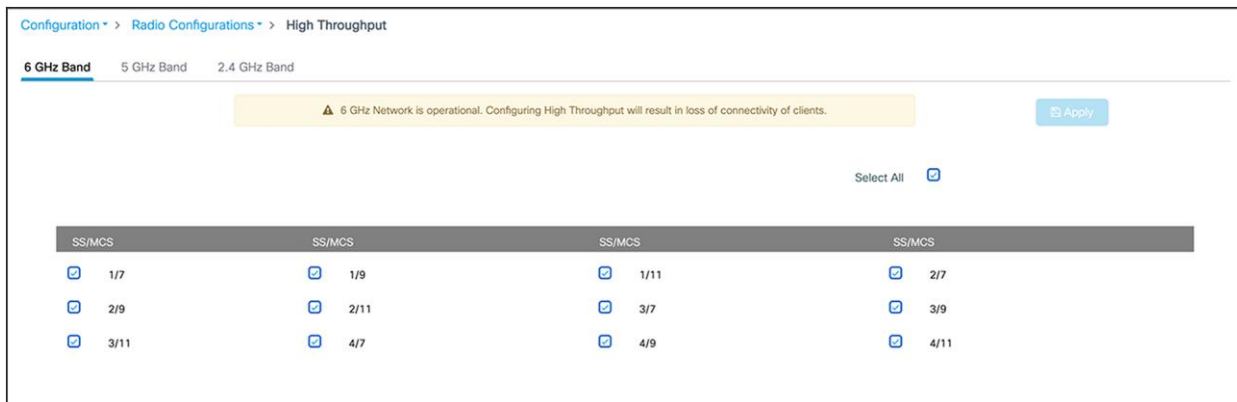 Configuration > Radio Configurations > High Throughput
6 GHz Band 5 GHz Band 2.4 GHz Band
6 GHz Network is operational. Configuring High Throughput will result in loss of connectivity of clients.
Apply
Select All
SS/MCS SS/MCS SS/MCS SS/MCS
1/7 1/9 1/11 2/7
2/9 2/11 3/7 3/9
3/11 4/7 4/9 4/11